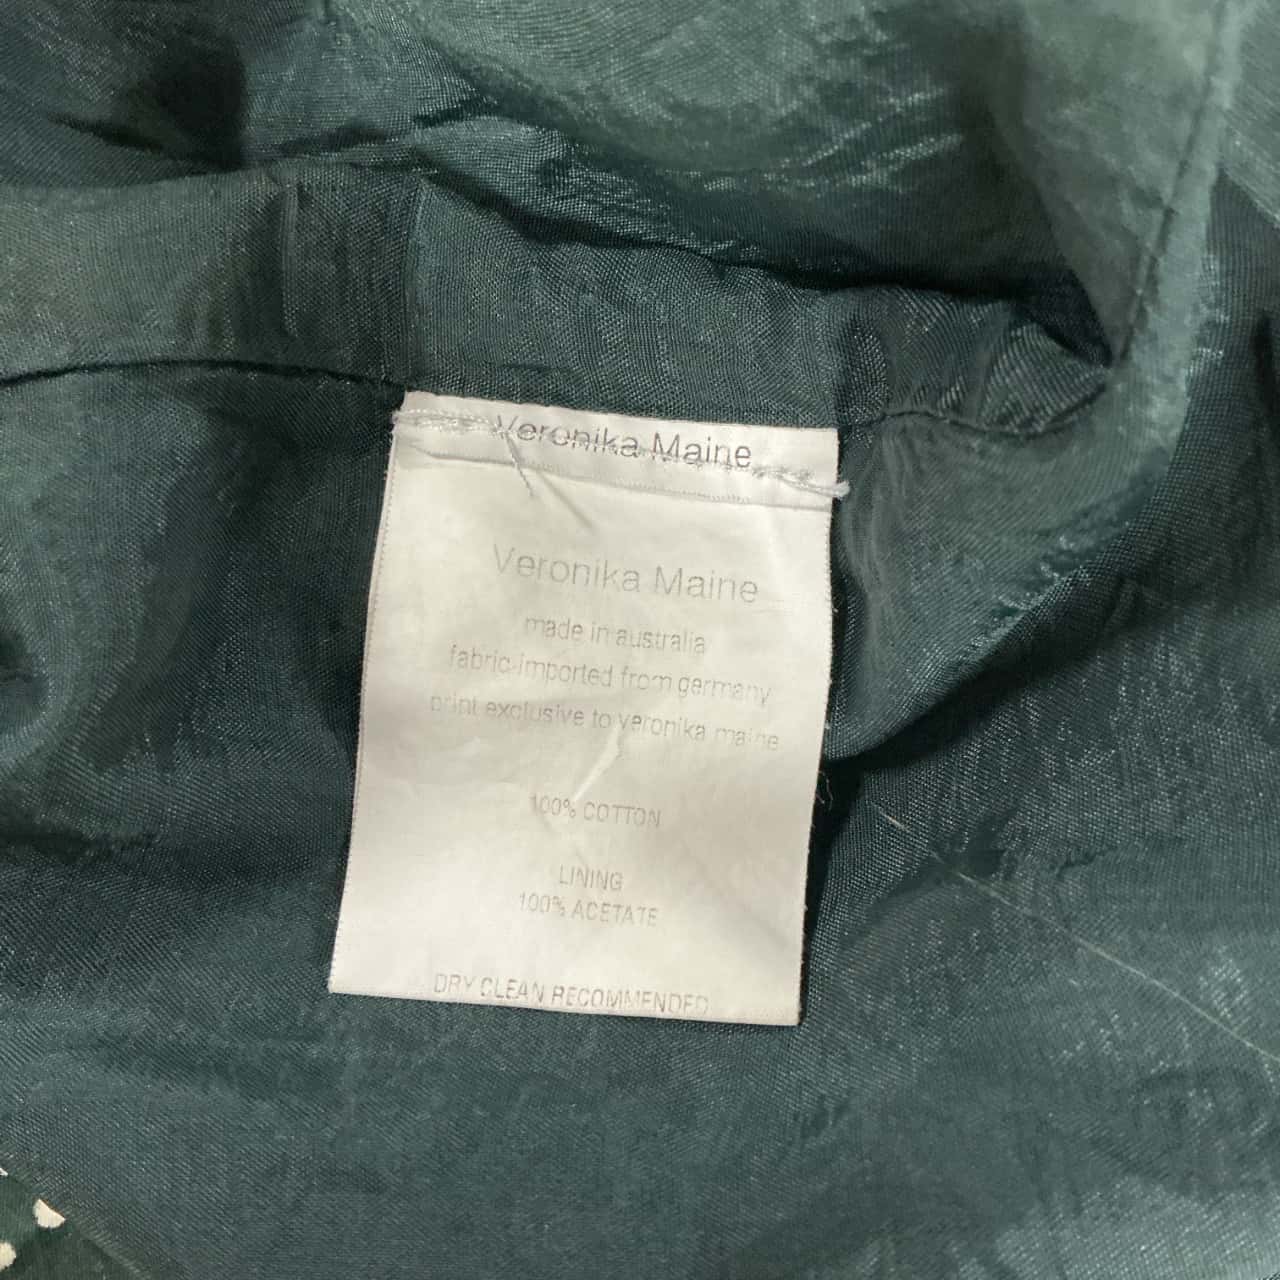 Veronika Maine
Veronika Maine
made in australia
fabric-imported from germany
print exclusive to veronika maine
100% COTTON
LINING
100% ACETATE
DRY CLEAN RECOMMENDED